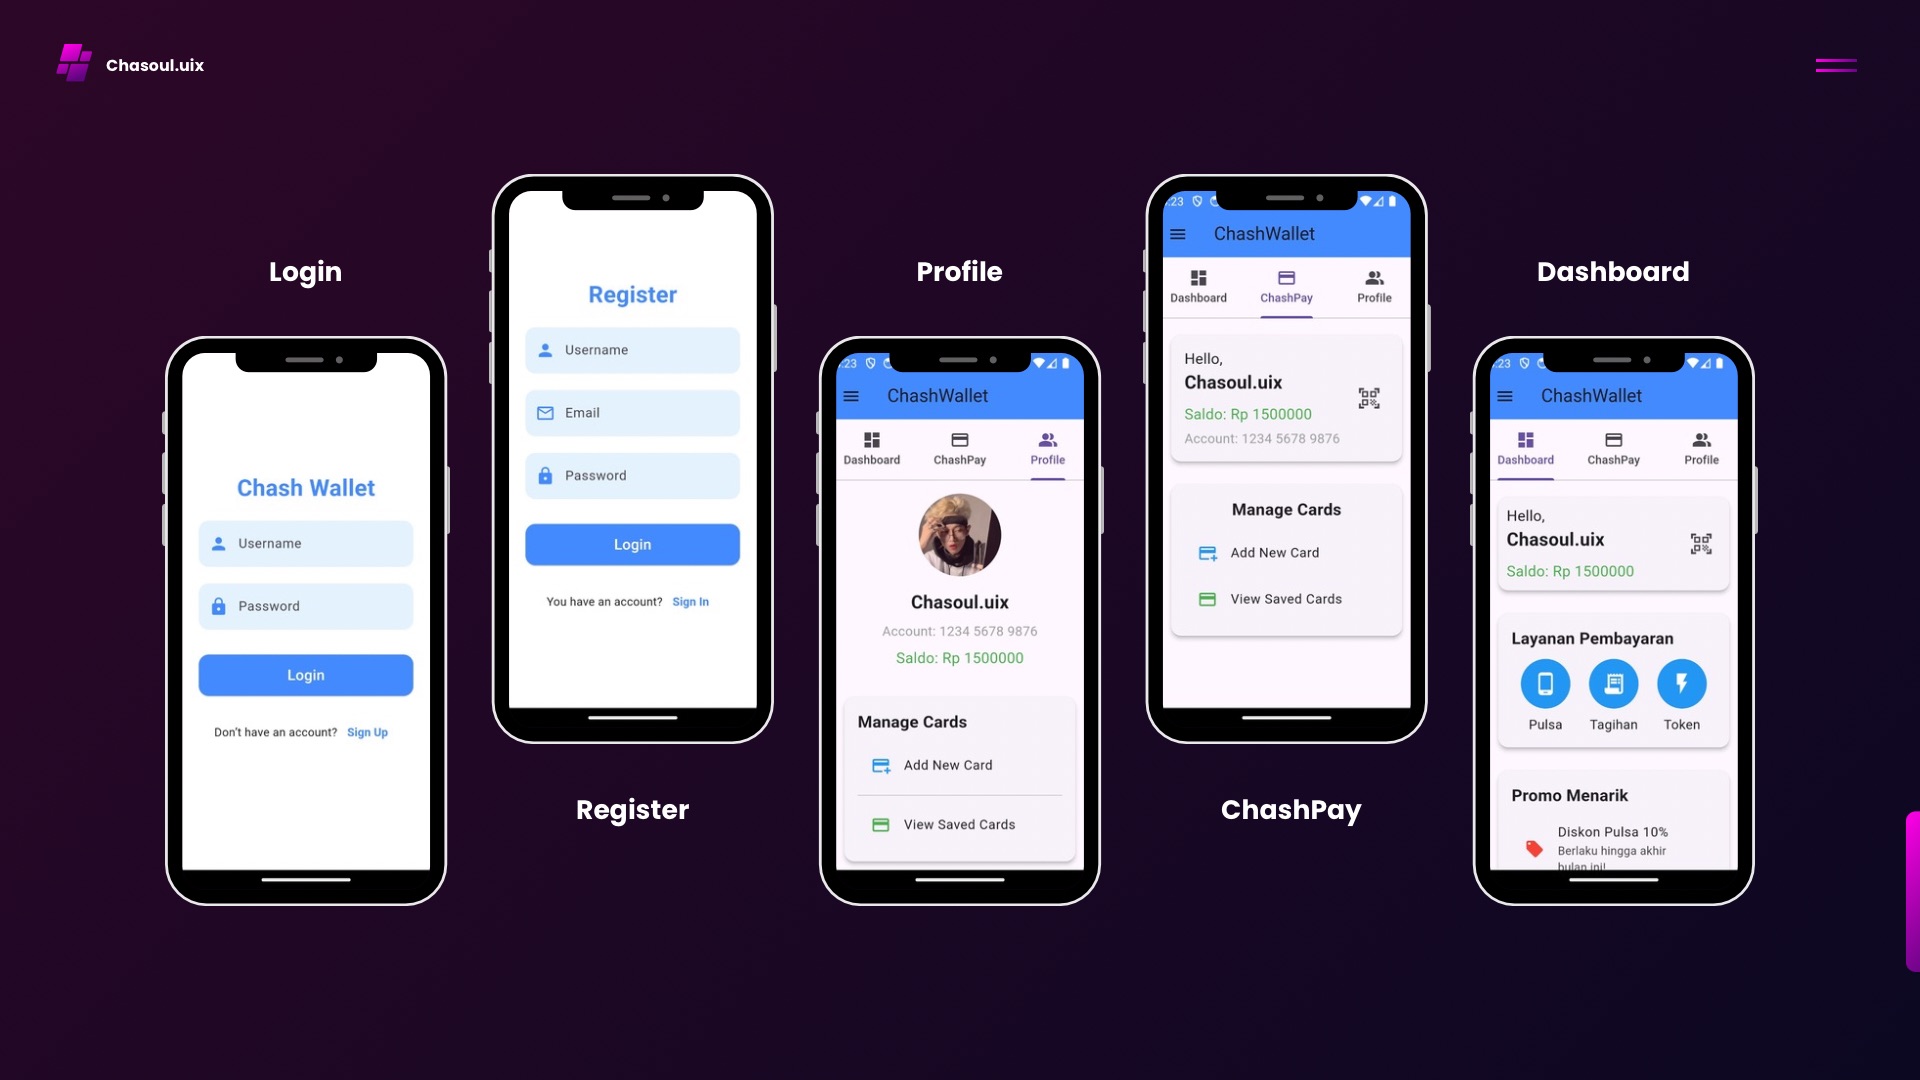 Chasoul.uix
Login
Chash Wallet
Username
Password
Login
Don't have an account? Sign Up
Register
Username
Email
Password
Login
You have an account? Sign In
Register
Profile
:23
ChashWallet
Dashboard
ChashPay
Profile
Chasoul.uix
Account: 1234 5678 9876
Saldo: Rp 1500000
Manage Cards
Add New Card
View Saved Cards
:23
ChashWallet
Dashboard
ChashPay
Profile
Hello,
Chasoul.uix
Saldo: Rp 1500000
Account: 1234 5678 9876
Manage Cards
Add New Card
View Saved Cards
ChashPay
Dashboard
:23
ChashWallet
Dashboard
ChashPay
Profile
Hello,
Chasoul.uix
Saldo: Rp 1500000
Layanan Pembayaran
Pulsa
Tagihan
Token
Promo Menarik
Diskon Pulsa 10%
Berlaku hingga akhir
bulan ini!